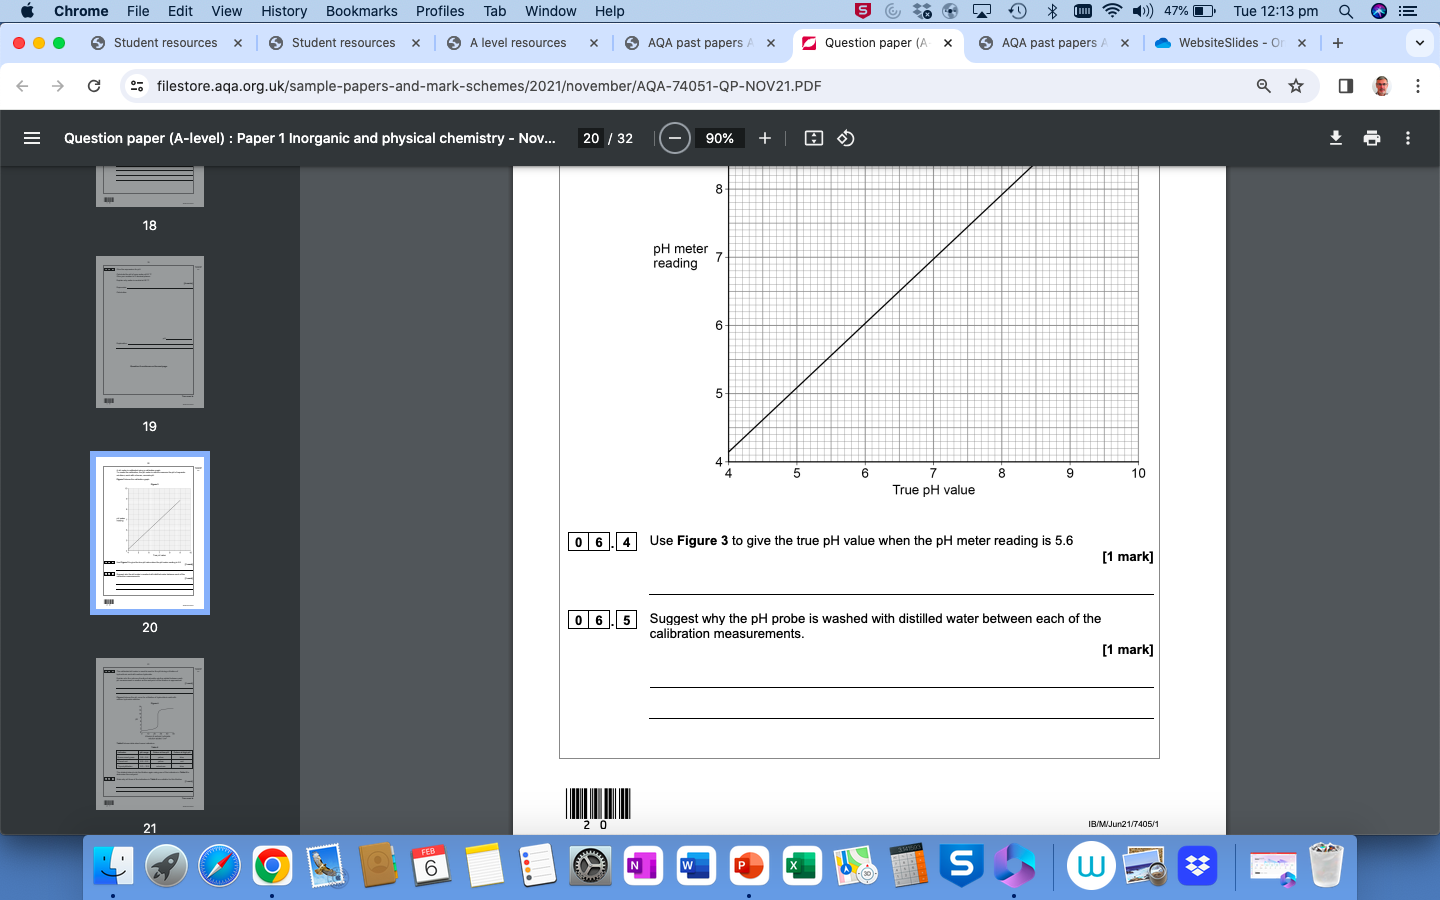 Chrome File Edit View History Bookmarks Profiles Tab Window Help 47% Tue 12:13 pm
Student resources Student resources A level resources AQA past papers A Question paper (A- AQA past papers A WebsiteSlides - Or
filestore.aqa.org.uk/sample-papers-and-mark-schemes/2021/november/AQA-74051-QP-NOV21.PDF
Question paper (A-level) : Paper 1 Inorganic and physical chemistry - Nov... 20 / 32 90%
18
19
20
21
8
pH meter
reading
7
6
5
4
4 5 6 7 8 9 10
True pH value
0 6 . 4 Use Figure 3 to give the true pH value when the pH meter reading is 5.6
[1 mark]
0 6 . 5 Suggest why the pH probe is washed with distilled water between each of the
calibration measurements.
[1 mark]
2 0
IB/M/Jun21/7405/1
FEB
6
N W P X 3D S W